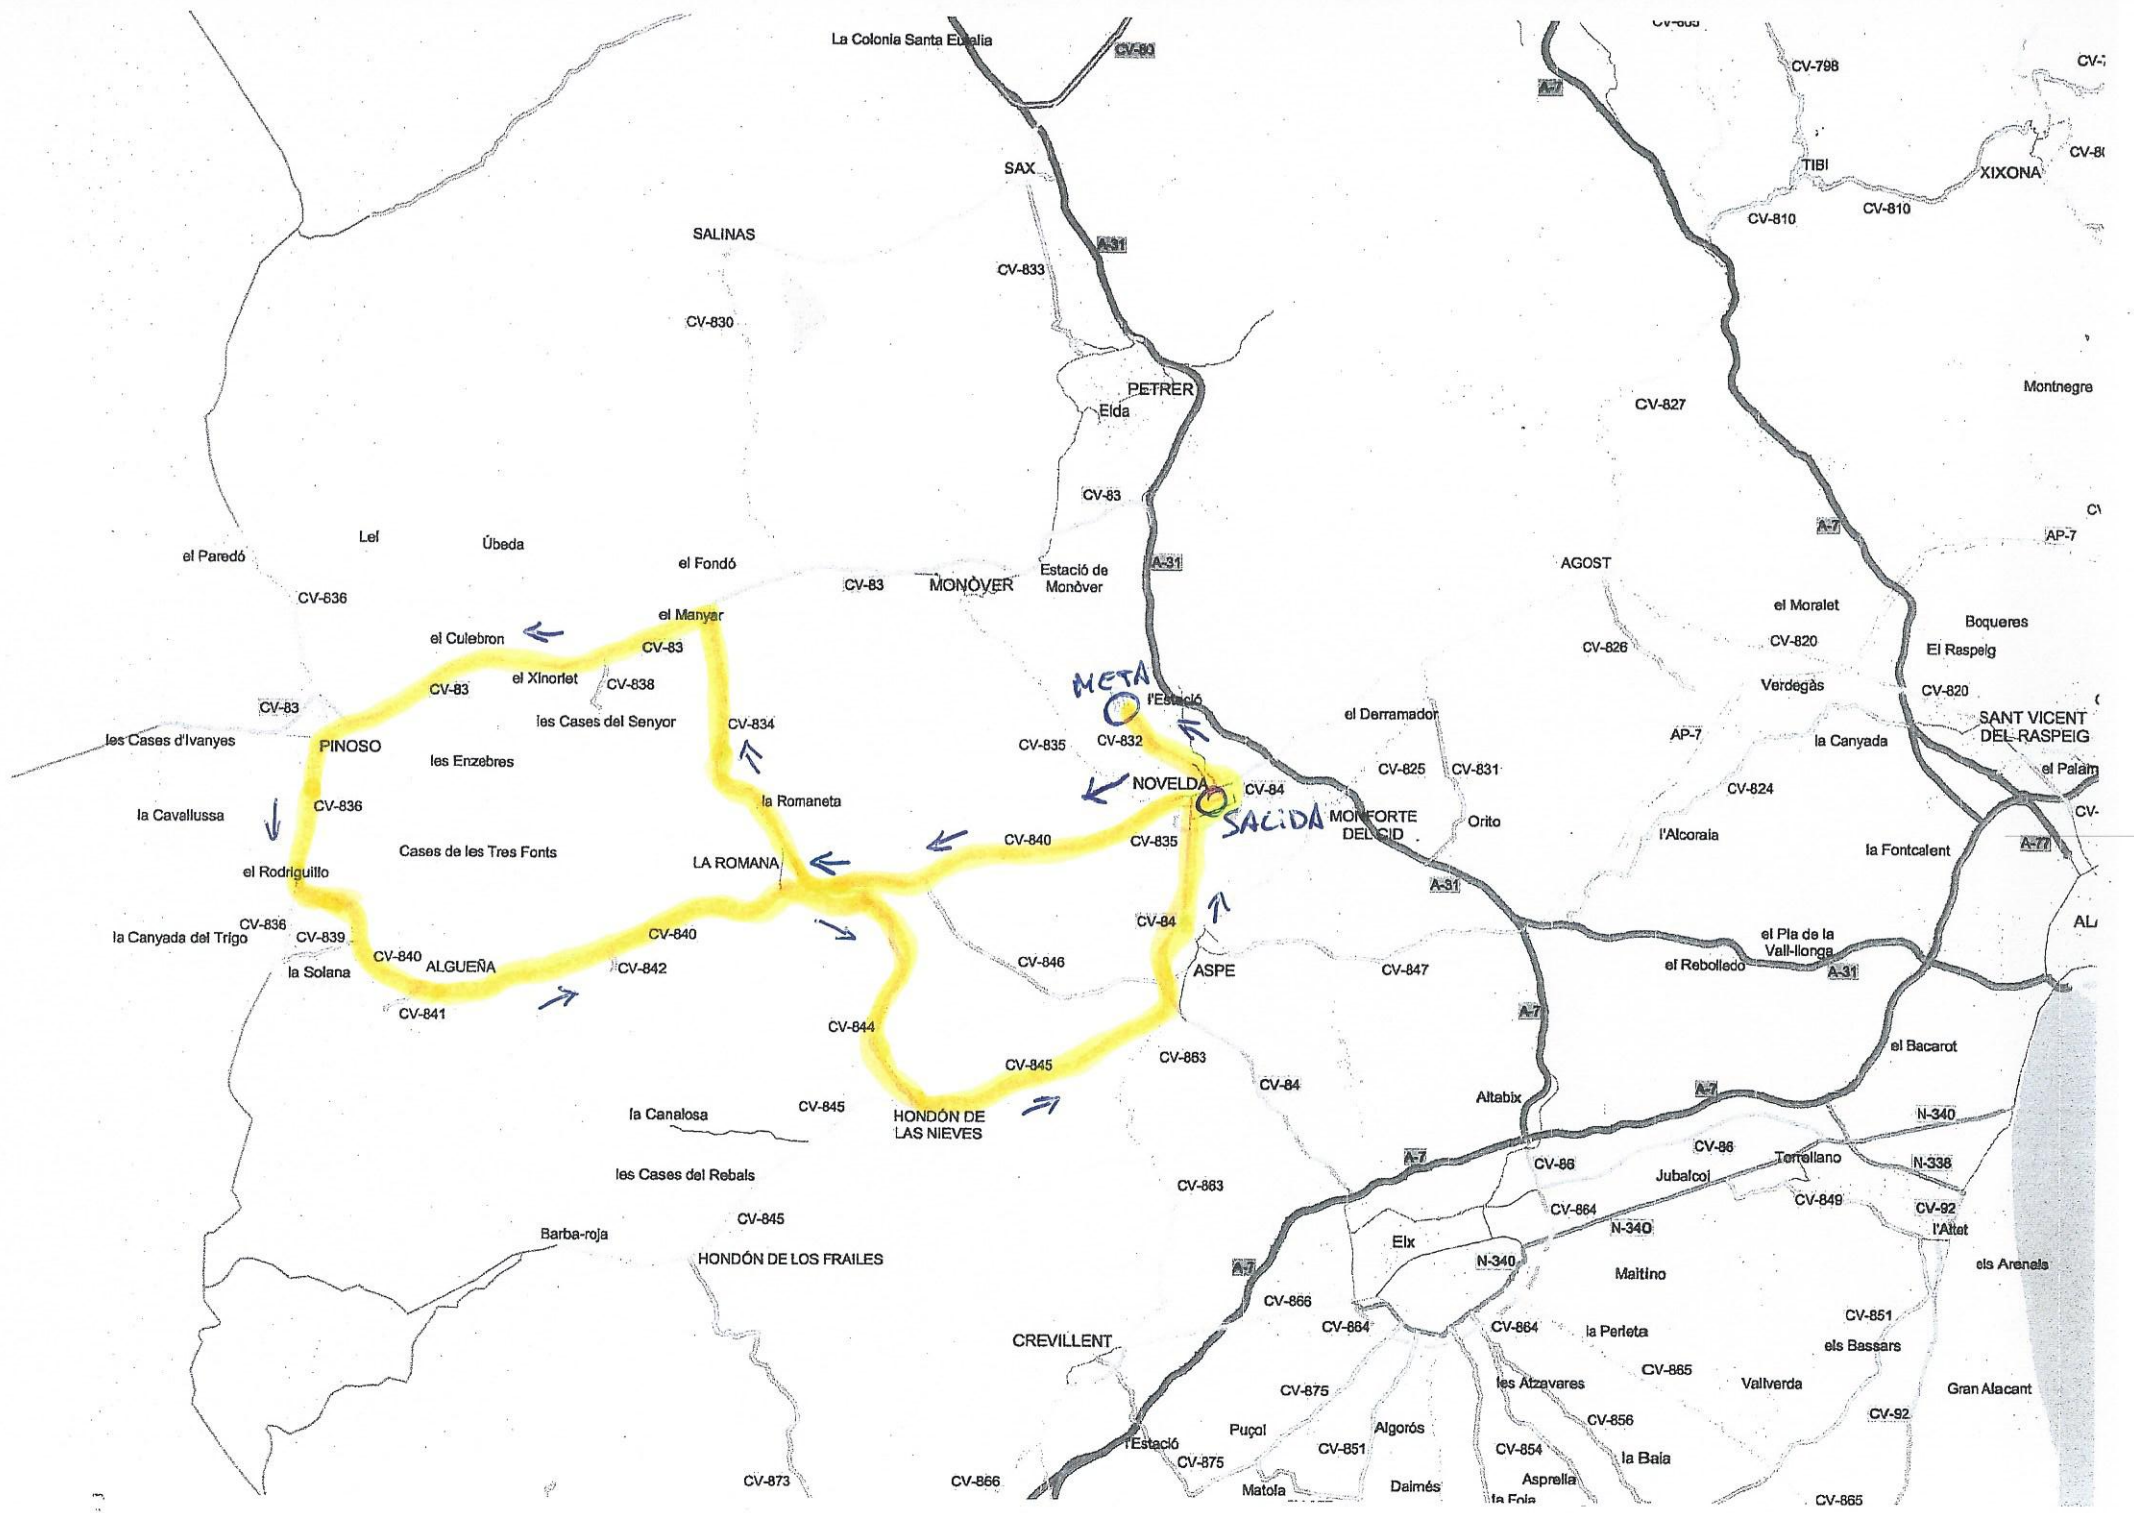 CV-805
La Colonia Santa Eulalia
CV-80
A-7
CV-798
SAX
TIBI
XIXONA
CV-810
CV-810
SALINAS
A-31
CV-833
CV-830
PETRER
Elda
CV-827
Montnegre
CV-83
A-7
AP-7
el Paredó
Lel
Úbeda
el Fondó
CV-83
MONÒVER
Estació de
Monòver
A-31
AGOST
CV-836
el Manyar
el Moralet
Boqueres
el Culebron
CV-83
CV-826
CV-820
El Raspeig
META
CV-83
el Xinorlet
CV-838
l'Estació
Verdegàs
CV-820
CV-83
les Cases del Senyor
CV-834
el Derramador
SANT VICENT
DEL RASPEIG
les Cases d'Ivanyes
PINOSO
CV-835
CV-832
AP-7
la Canyada
les Enzebres
CV-825
CV-831
el Palam
NOVELDA
CV-84
CV-824
CV-836
la Romaneta
la Cavallussa
SALIDA
MONFORTE
DEL CID
Orito
l'Alcoraia
CV-840
CV-835
A-77
Cases de les Tres Fonts
LA ROMANA
la Fontcalent
el Rodriguillo
A-31
CV-836
CV-84
la Canyada del Trigo
CV-839
CV-840
el Pla de la
Vall-llonga
CV-840
ALGUEÑA
CV-842
CV-846
ASPE
CV-847
el Rebolledo
A-31
la Solana
CV-841
CV-844
A-7
CV-845
CV-863
el Bacarot
CV-84
A-7
Altabix
la Canalosa
CV-845
HONDÓN DE
LAS NIEVES
N-340
A-7
CV-86
CV-86
Torrellano
N-338
les Cases del Rebals
CV-863
Jubalcoi
CV-849
CV-845
CV-864
CV-92
Barba-roja
N-340
l'Altet
HONDÓN DE LOS FRAILES
Elx
N-340
A-7
Maitino
els Arenals
CV-866
CV-851
CV-864
CV-864
la Perleta
CREVILLENT
els Bassars
CV-865
les Atzavares
Vallverda
Gran Alacant
CV-875
CV-856
CV-92
Puçol
Algorós
l'Estació
CV-851
CV-854
la Baia
CV-875
CV-873
CV-866
Matola
Daimés
Asprella
la Foia
CV-865